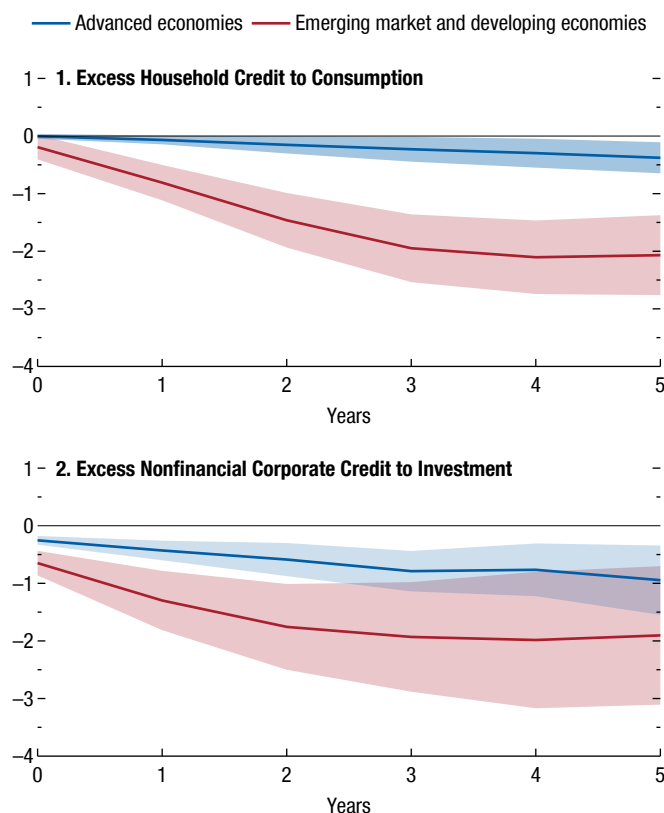 Advanced economies Emerging market and developing economies
1. Excess Household Credit to Consumption
1
0
–1
–2
–3
–4
0 1 2 3 4 5
Years
2. Excess Nonfinancial Corporate Credit to Investment
1
0
–1
–2
–3
–4
0 1 2 3 4 5
Years